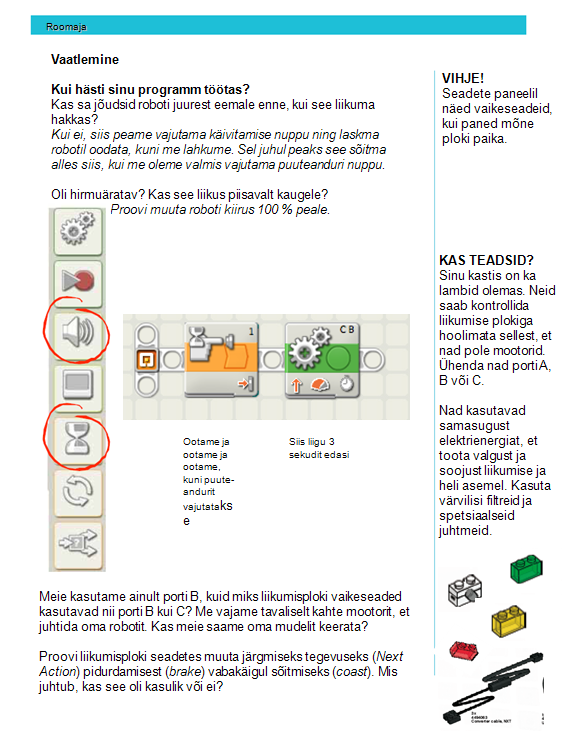 Roomaja
Vaatlemine
Kui hästi sinu programm töötas?
Kas sa jõudsid roboti juurest eemale enne, kui see liikuma
hakkas?
Kui ei, siis peame vajutama käivitamise nuppu ning laskma
robotil oodata, kuni me lahkume. Sel juhul peaks see sõitma
alles siis, kui me oleme valmis vajutama puuteanduri nuppu.
Oli hirmuäratav? Kas see liikus piisavalt kaugele?
Proovi muuta roboti kiirus 100 % peale.
1
C B
Ootame ja
ootame ja
ootame,
kuni puute-
andurit
vajutataks
e
Siis liigu 3
sekudit edasi
Meie kasutame ainult porti B, kuid miks liikumisploki vaikeseaded
kasutavad nii porti B kui C? Me vajame tavaliselt kahte mootorit, et
juhtida oma robotit. Kas meie saame oma mudelit keerata?
Proovi liikumisploki seadetes muuta järgmiseks tegevuseks (Next
Action) pidurdamisest (brake) vabakäigul sõitmiseks (coast). Mis
juhtub, kas see oli kasulik või ei?
VIHJE!
Seadete paneelil
näed vaikeseadeid,
kui paned mõne
ploki paika.
KAS TEADSID?
Sinu kastis on ka
lambid olemas. Neid
saab kontrollida
liikumise plokiga
hoolimata sellest, et
nad pole mootorid.
Ühenda nad porti A,
B või C.
Nad kasutavad
samasugust
elektrienergiat, et
toota valgust ja
soojust liikumise ja
heli asemel. Kasuta
värvilisi filtreid ja
spetsiaalseid
juhtmeid.
Converter cable, NXT